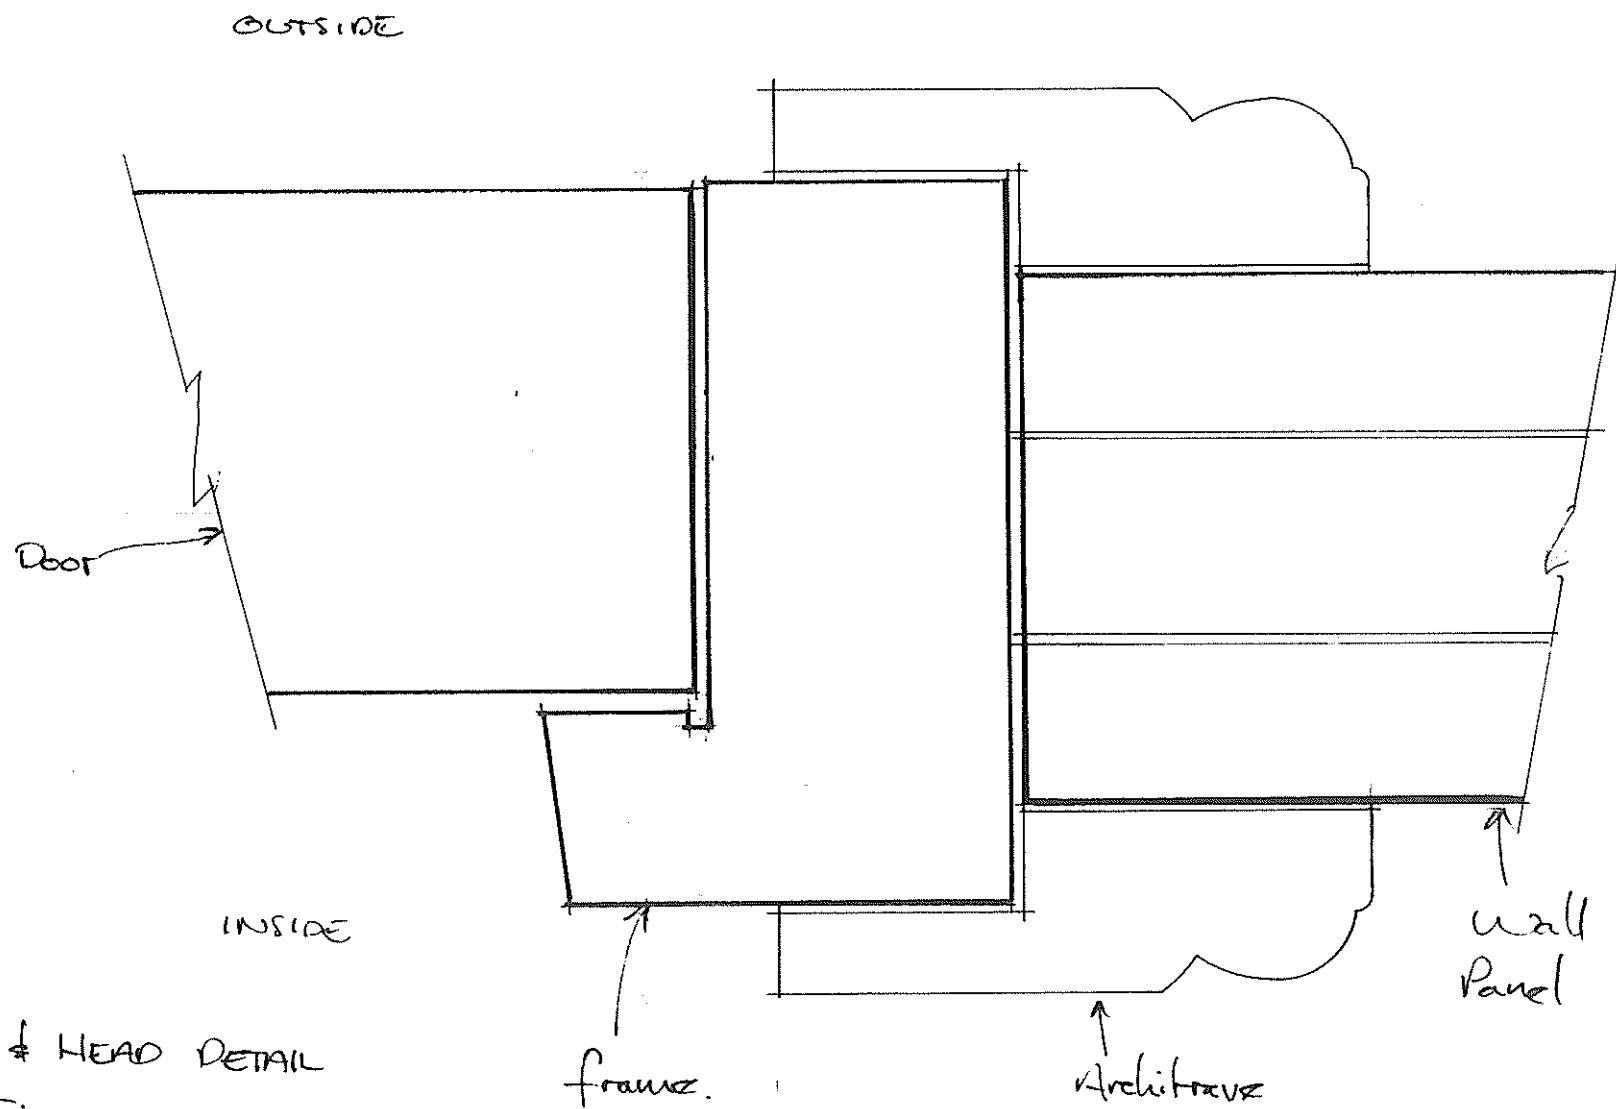 OUTSIDE
Door
INSIDE
Wall
Panel
& HEAD DETAIL
frame.
Architrave